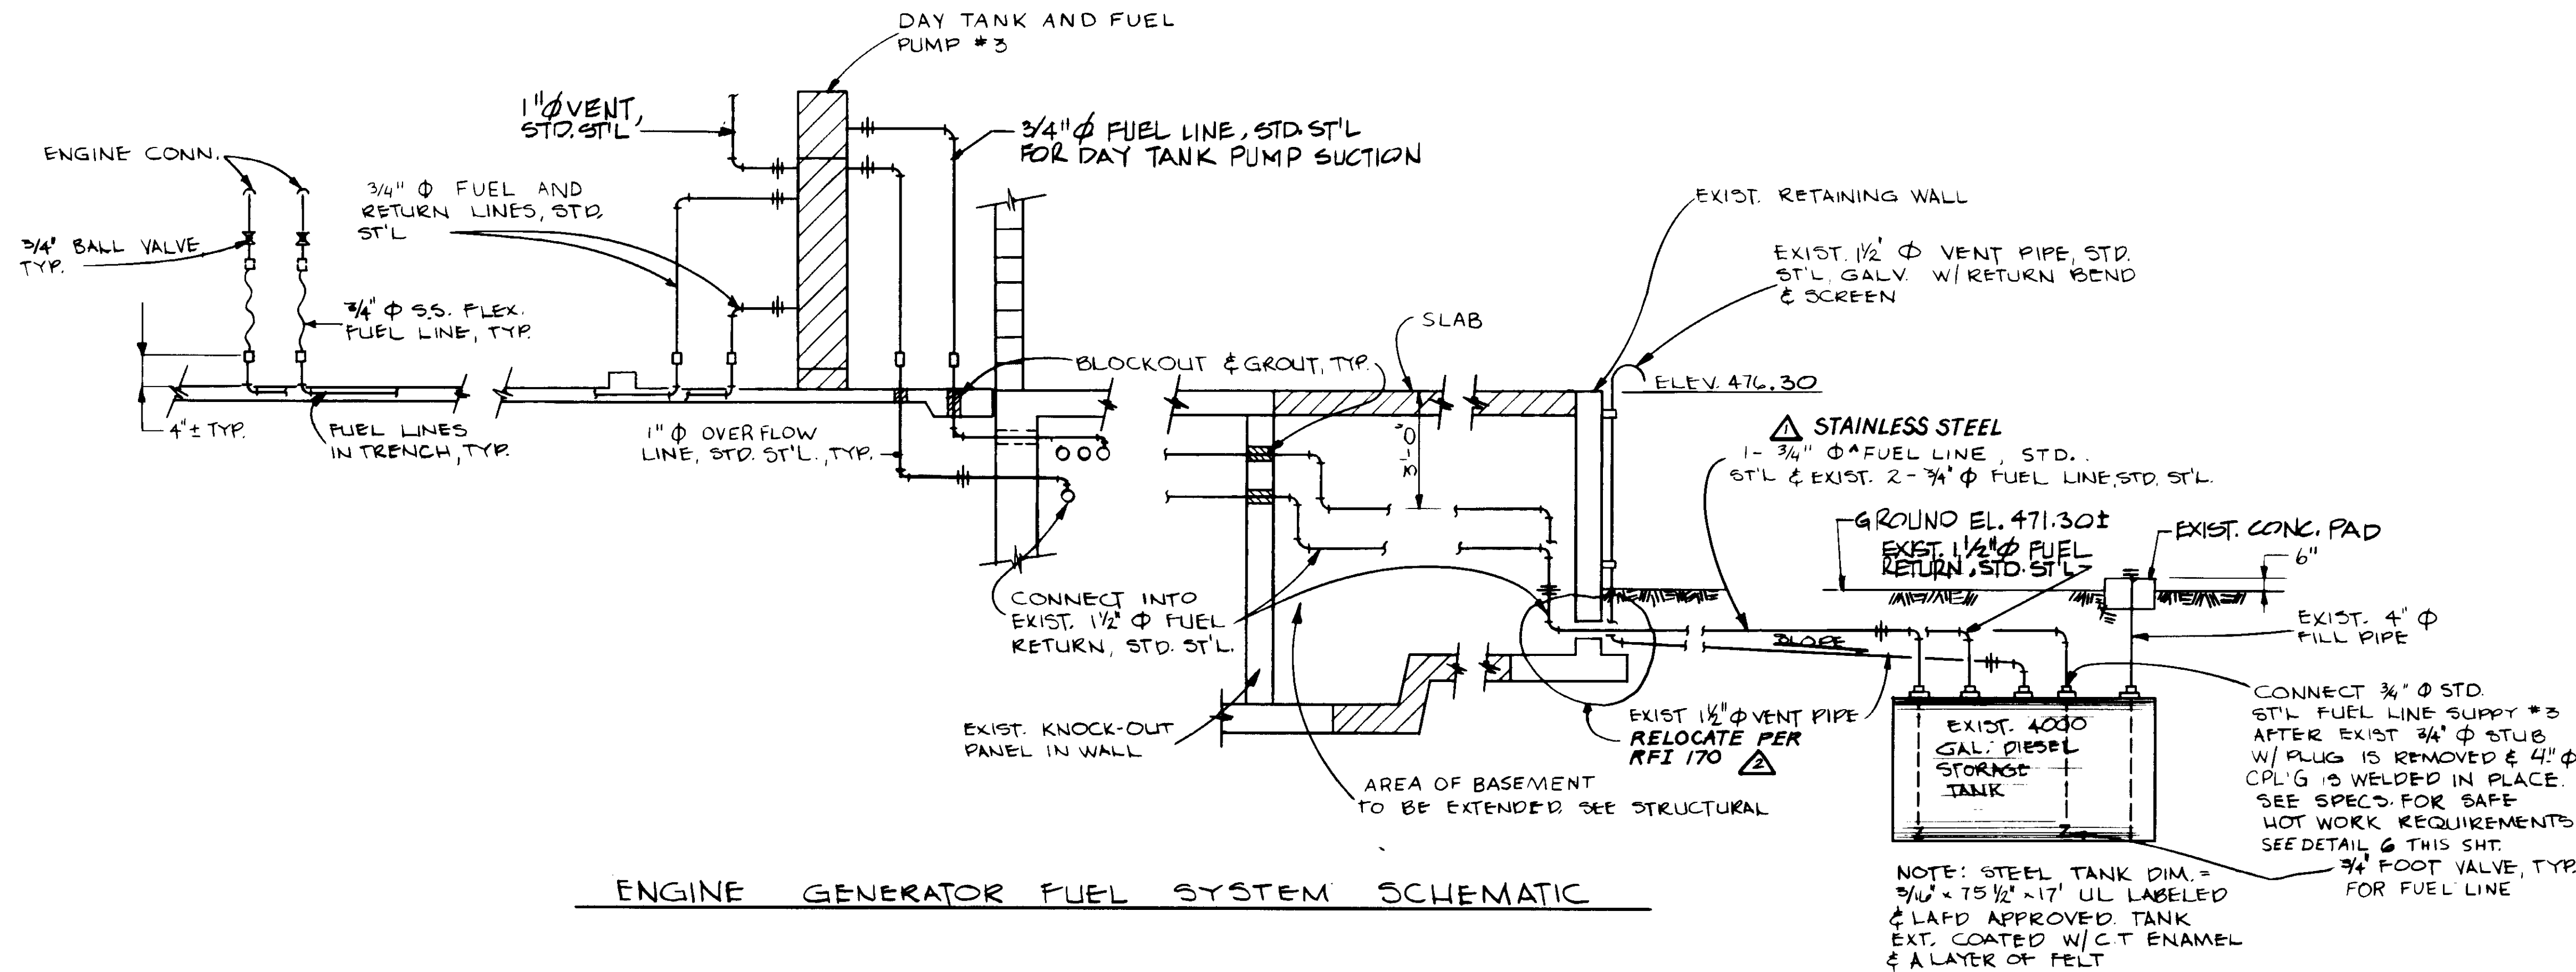 DAY TANK AND FUEL
PUMP #3
1"Ø VENT,
STD. ST'L
3/4"Ø FUEL LINE, STD. ST'L
FOR DAY TANK PUMP SUCTION
ENGINE CONN.
3/4" Ø FUEL AND
RETURN LINES, STD.
ST'L
3/4" BALL VALVE
TYP.
3/4" Ø S.S. FLEX.
FUEL LINE, TYP.
4"± TYP.
FUEL LINES
IN TRENCH, TYP.
1" Ø OVERFLOW
LINE, STD. ST'L., TYP.
BLOCKOUT & GROUT, TYP.
SLAB
EXIST. RETAINING WALL
EXIST. 1½" Ø VENT PIPE, STD.
ST'L, GALV. W/ RETURN BEND
& SCREEN
ELEV. 476.30
3'-0"
1 STAINLESS STEEL
1- 3/4" Ø ^ FUEL LINE, STD.
ST'L & EXIST. 2 - 3/4" Ø FUEL LINE, STD. ST'L.
GROUND EL. 471.30±
EXIST. 1½"Ø FUEL
RETURN, STD. ST'L
EXIST. CONC. PAD
6"
EXIST. 4" Ø
FILL PIPE
CONNECT INTO
EXIST. 1½" Ø FUEL
RETURN, STD. ST'L.
SLOPE
EXIST. KNOCK-OUT
PANEL IN WALL
EXIST 1½" Ø VENT PIPE
RELOCATE PER
RFI 170 2
AREA OF BASEMENT
TO BE EXTENDED. SEE STRUCTURAL
EXIST. 4000
GAL. DIESEL
STORAGE
TANK
CONNECT 3/4" Ø STD.
ST'L FUEL LINE SUPPY #3
AFTER EXIST 3/4" Ø STUB
W/ PLUG IS REMOVED & 4" Ø
CPL'G IS WELDED IN PLACE.
SEE SPECS. FOR SAFE
HOT WORK REQUIREMENTS
SEE DETAIL 6 THIS SHT.
3/4" FOOT VALVE, TYP.
FOR FUEL LINE
NOTE: STEEL TANK DIM. =
3/16" x 75 ½" x 17' UL LABELED
& LAFD APPROVED. TANK
EXT. COATED W/ C.T ENAMEL
& A LAYER OF FELT
ENGINE GENERATOR FUEL SYSTEM SCHEMATIC